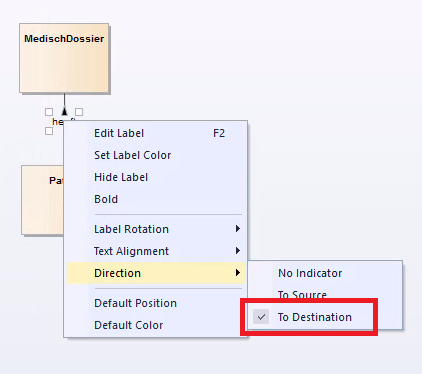 MedischDossier
Edit Label F2
Set Label Color
Hide Label
Bold
Label Rotation
Text Alignment
Direction
No Indicator
To Source
To Destination
Default Position
Default Color